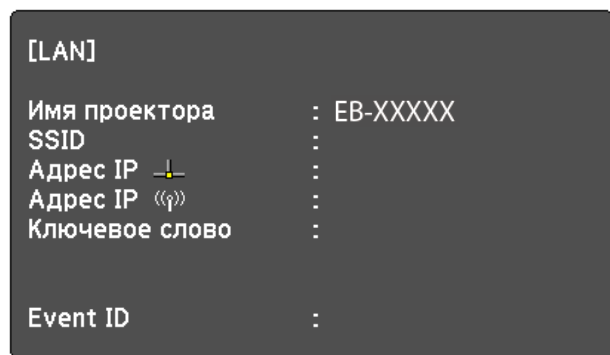 [LAN]
Имя проектора : EB-XXXXX
SSID :
Адрес IP :
Адрес IP :
Ключевое слово :
Event ID :